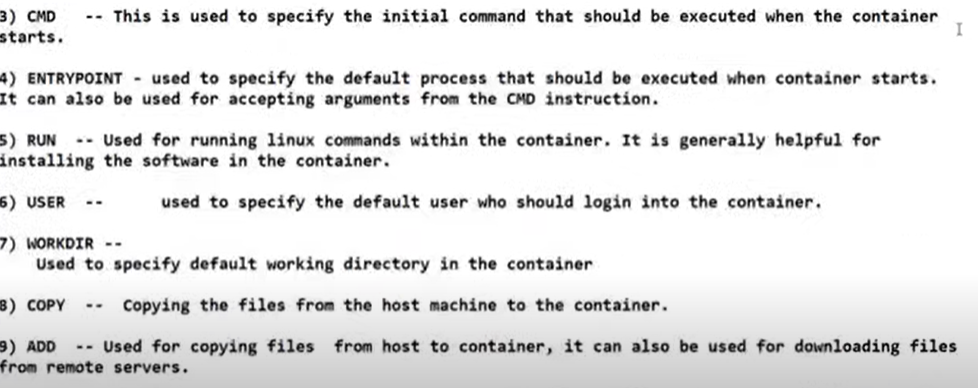 3) CMD -- This is used to specify the initial command that should be executed when the container
starts.
4) ENTRYPOINT - used to specify the default process that should be executed when container starts.
It can also be used for accepting arguments from the CMD instruction.
5) RUN -- Used for running linux commands within the container. It is generally helpful for
installing the software in the container.
6) USER -- used to specify the default user who should login into the container.
7) WORKDIR --
Used to specify default working directory in the container
8) COPY -- Copying the files from the host machine to the container.
9) ADD -- Used for copying files from host to container, it can also be used for downloading files
from remote servers.